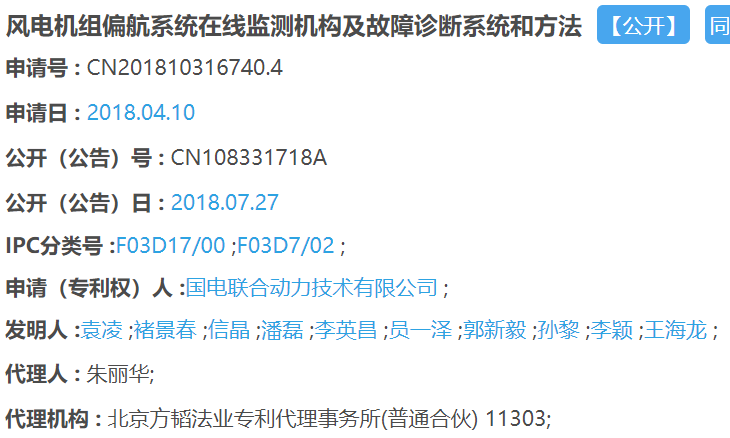 风电机组偏航系统在线监测机构及故障诊断系统和方法 【公开】 同
申请号：CN201810316740.4
申请日：2018.04.10
公开（公告）号：CN108331718A
公开（公告）日：2018.07.27
IPC分类号 :F03D17/00 ;F03D7/02 ;
申请（专利权）人 :国电联合动力技术有限公司 ;
发明人 :袁凌 ;褚景春 ;信晶 ;潘磊 ;李英昌 ;员一泽 ;郭新毅 ;孙黎 ;李颖 ;王海龙 ;
代理人：朱丽华;
代理机构：北京方韬法业专利代理事务所(普通合伙) 11303;